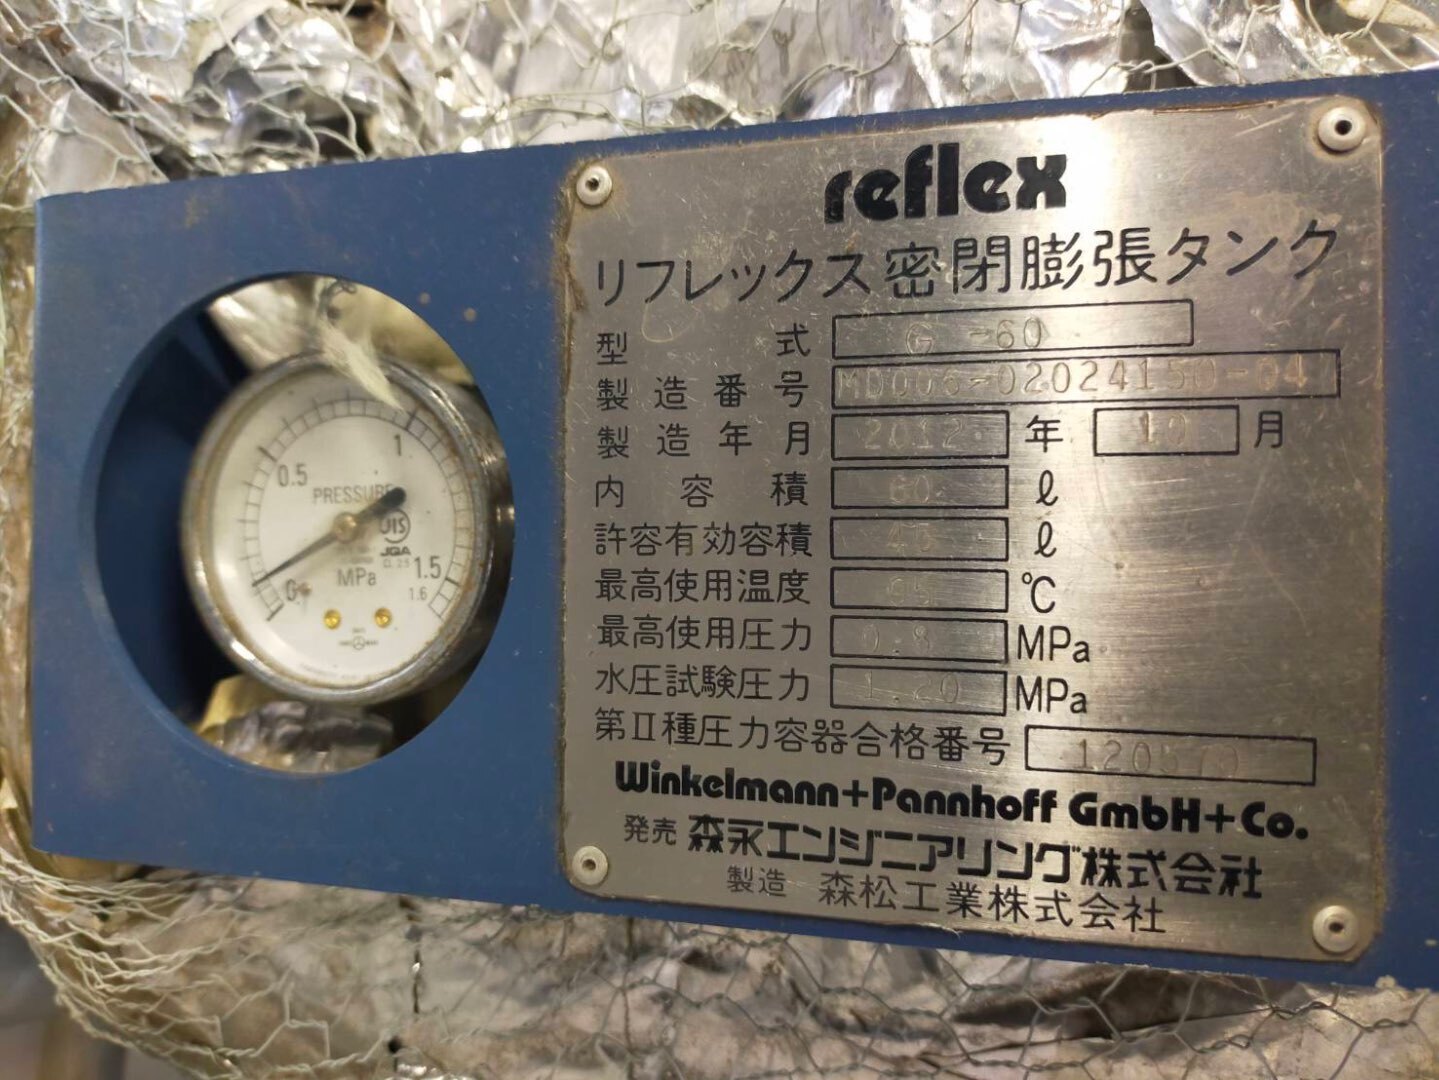 reflex
リフレックス密閉膨張タンク
型 式 G -60
製造番号 MD006-02024150-04
製造年月 2012 年 10 月
内容積 60 ℓ
許容有効容積 ℓ
最高使用温度 95 ℃
最高使用圧力 0.8 MPa
水圧試験圧力 1.20 MPa
第Ⅱ種圧力容器合格番号
Winkelmann+Pannhoff GmbH+Co.
発売 森永エンジニアリング株式会社
製造 森松工業株式会社
1
0.5
PRESSURE
JIS
JQA
MPa
0
1.5
1.6